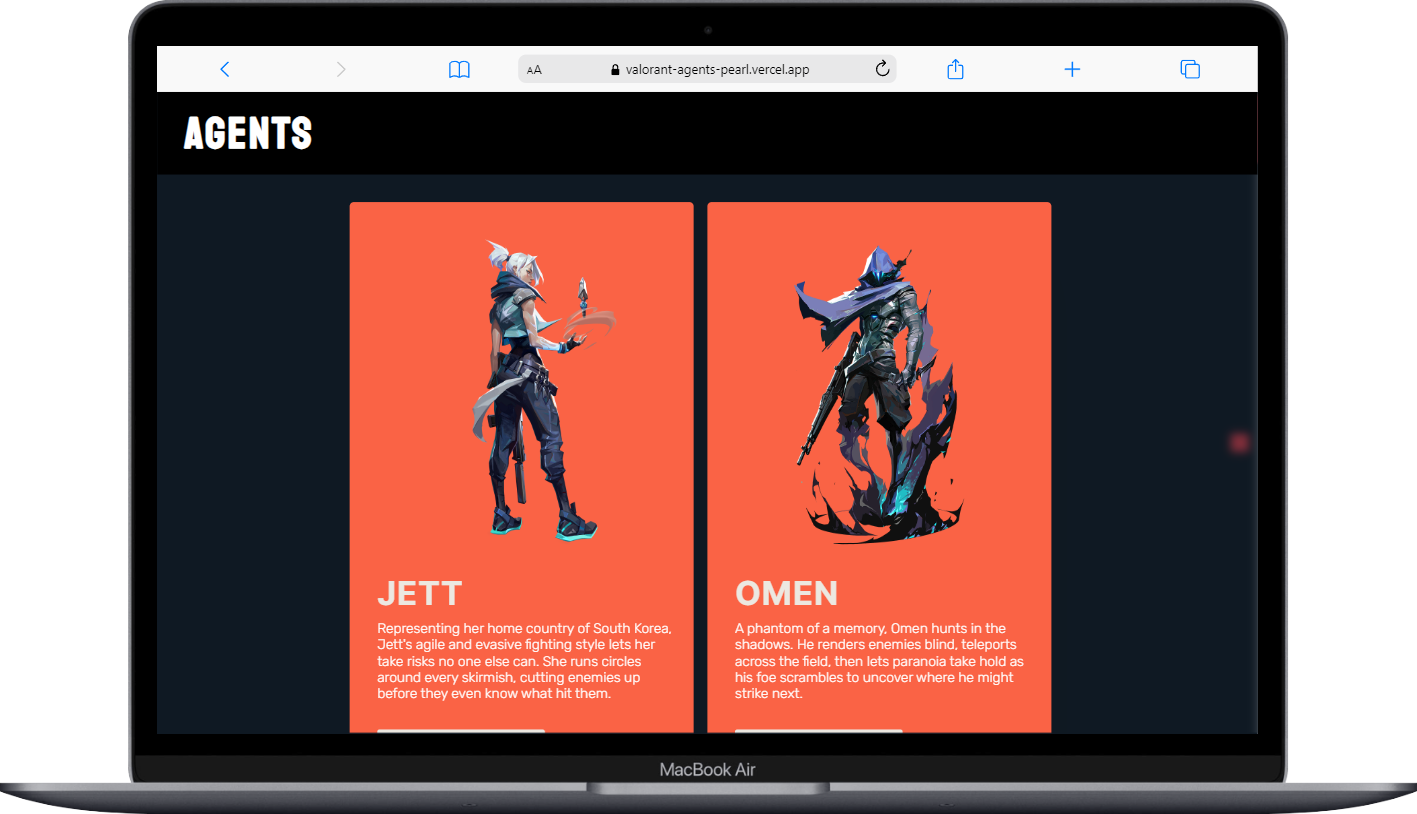 AA valorant-agents-pearl.vercel.app
AGENTS
JETT
Representing her home country of South Korea,
Jett's agile and evasive fighting style lets her
take risks no one else can. She runs circles
around every skirmish, cutting enemies up
before they even know what hit them.
OMEN
A phantom of a memory, Omen hunts in the
shadows. He renders enemies blind, teleports
across the field, then lets paranoia take hold as
his foe scrambles to uncover where he might
strike next.
MacBook Air